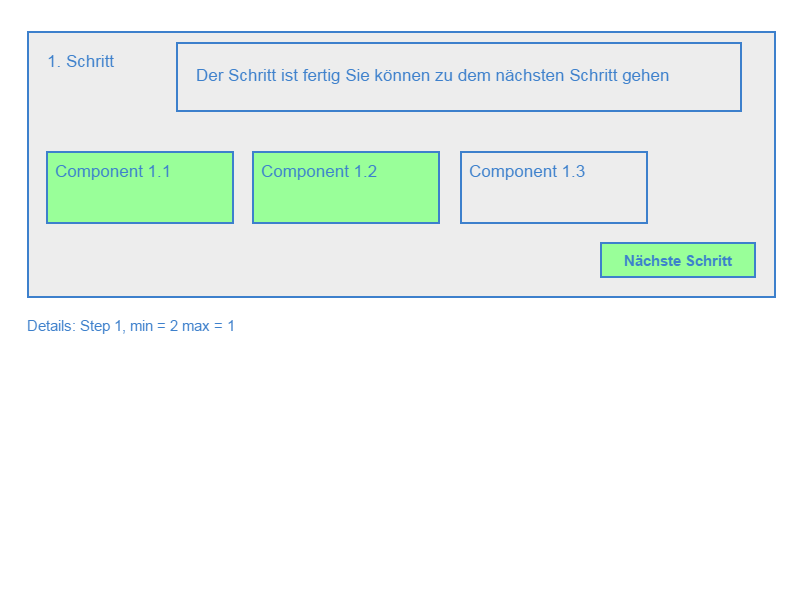 1. Schritt
Der Schritt ist fertig Sie können zu dem nächsten Schritt gehen
Component 1.1
Component 1.2
Component 1.3
Nächste Schritt
Details: Step 1, min = 2 max = 1